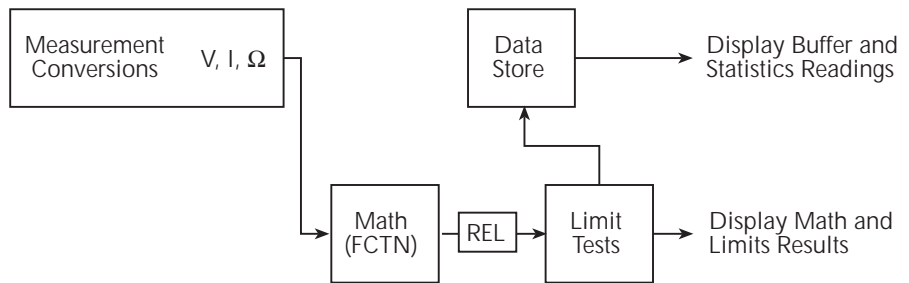 Measurement
Conversions
V, I, Ω
Data
Store
Display Buffer and
Statistics Readings
Math
(FCTN)
REL
Limit
Tests
Display Math and
Limits Results